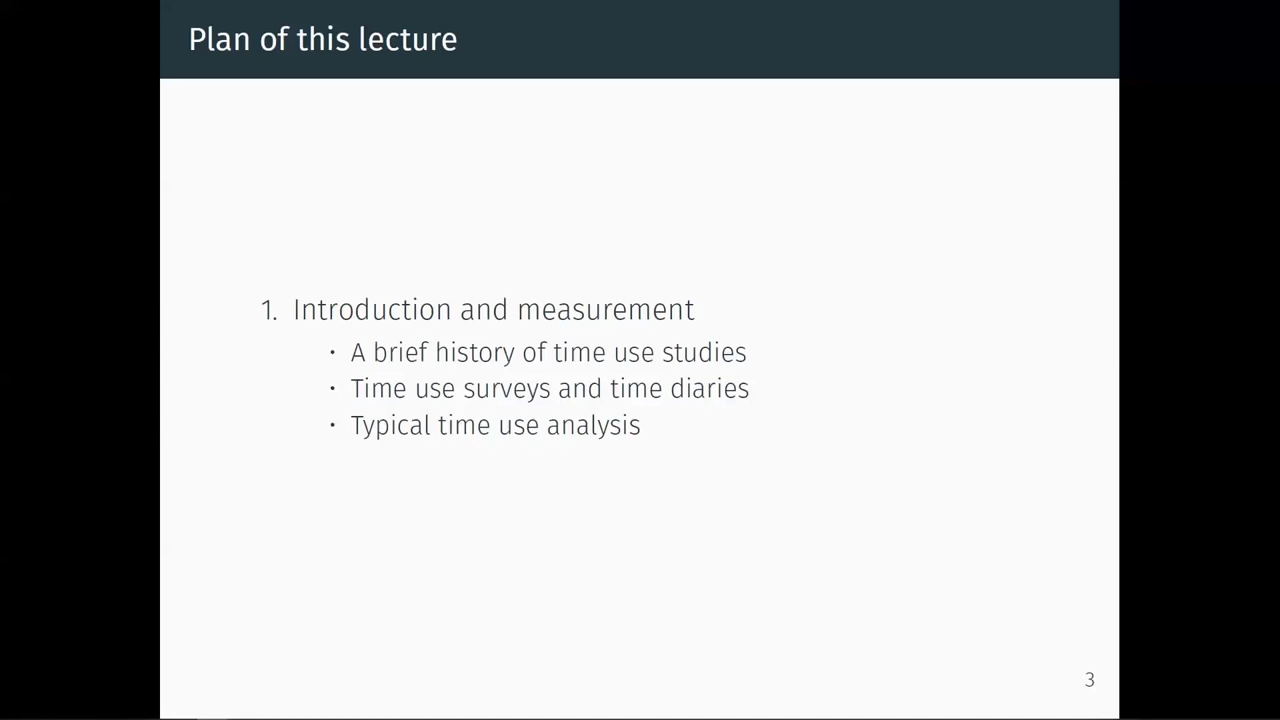 Plan of this lecture
1. Introduction and measurement
· A brief history of time use studies
· Time use surveys and time diaries
· Typical time use analysis
3